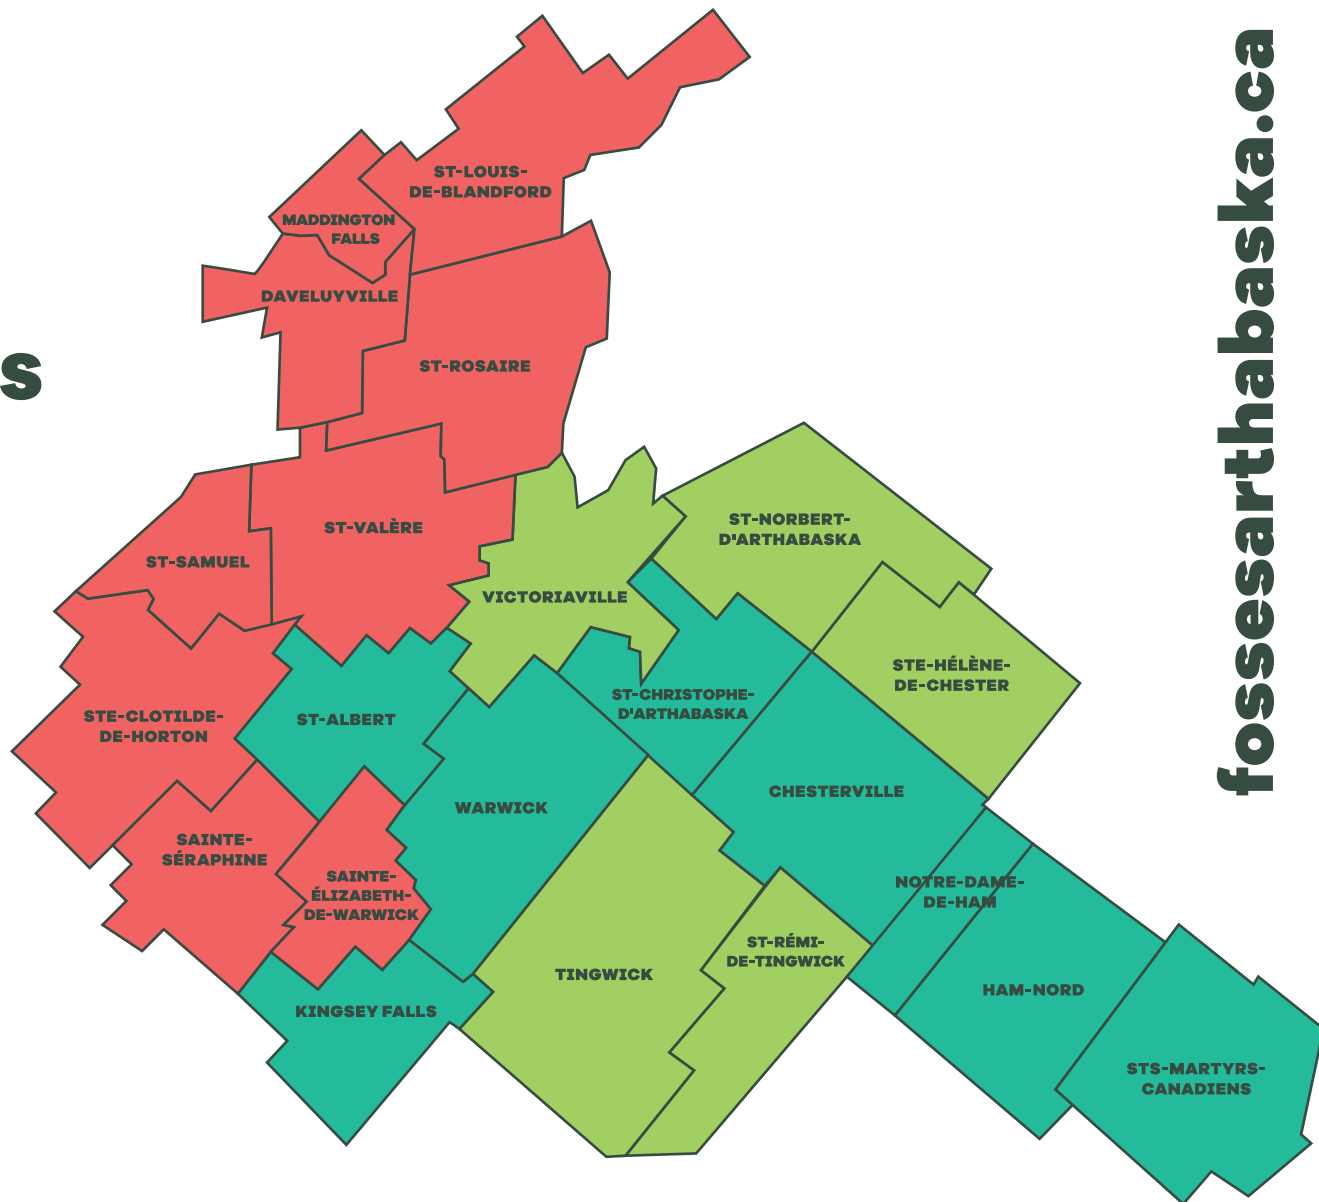 ST-LOUIS-
DE-BLANDFORD
MADDINGTON
FALLS
DAVELUYVILLE
ST-ROSAIRE
S
ST-VALÈRE
ST-SAMUEL
VICTORIAVILLE
ST-NORBERT-
D'ARTHABASKA
STE-HÉLÈNE-
DE-CHESTER
ST-CHRISTOPHE-
D'ARTHABASKA
STE-CLOTILDE-
DE-HORTON
ST-ALBERT
WARWICK
CHESTERVILLE
SAINTE-
SÉRAPHINE
SAINTE-
ÉLIZABETH-
DE-WARWICK
NOTRE-DAME-
DE-HAM
ST-RÉMI-
DE-TINGWICK
TINGWICK
HAM-NORD
KINGSEY FALLS
STS-MARTYRS-
CANADIENS
fossesarthabaska.ca